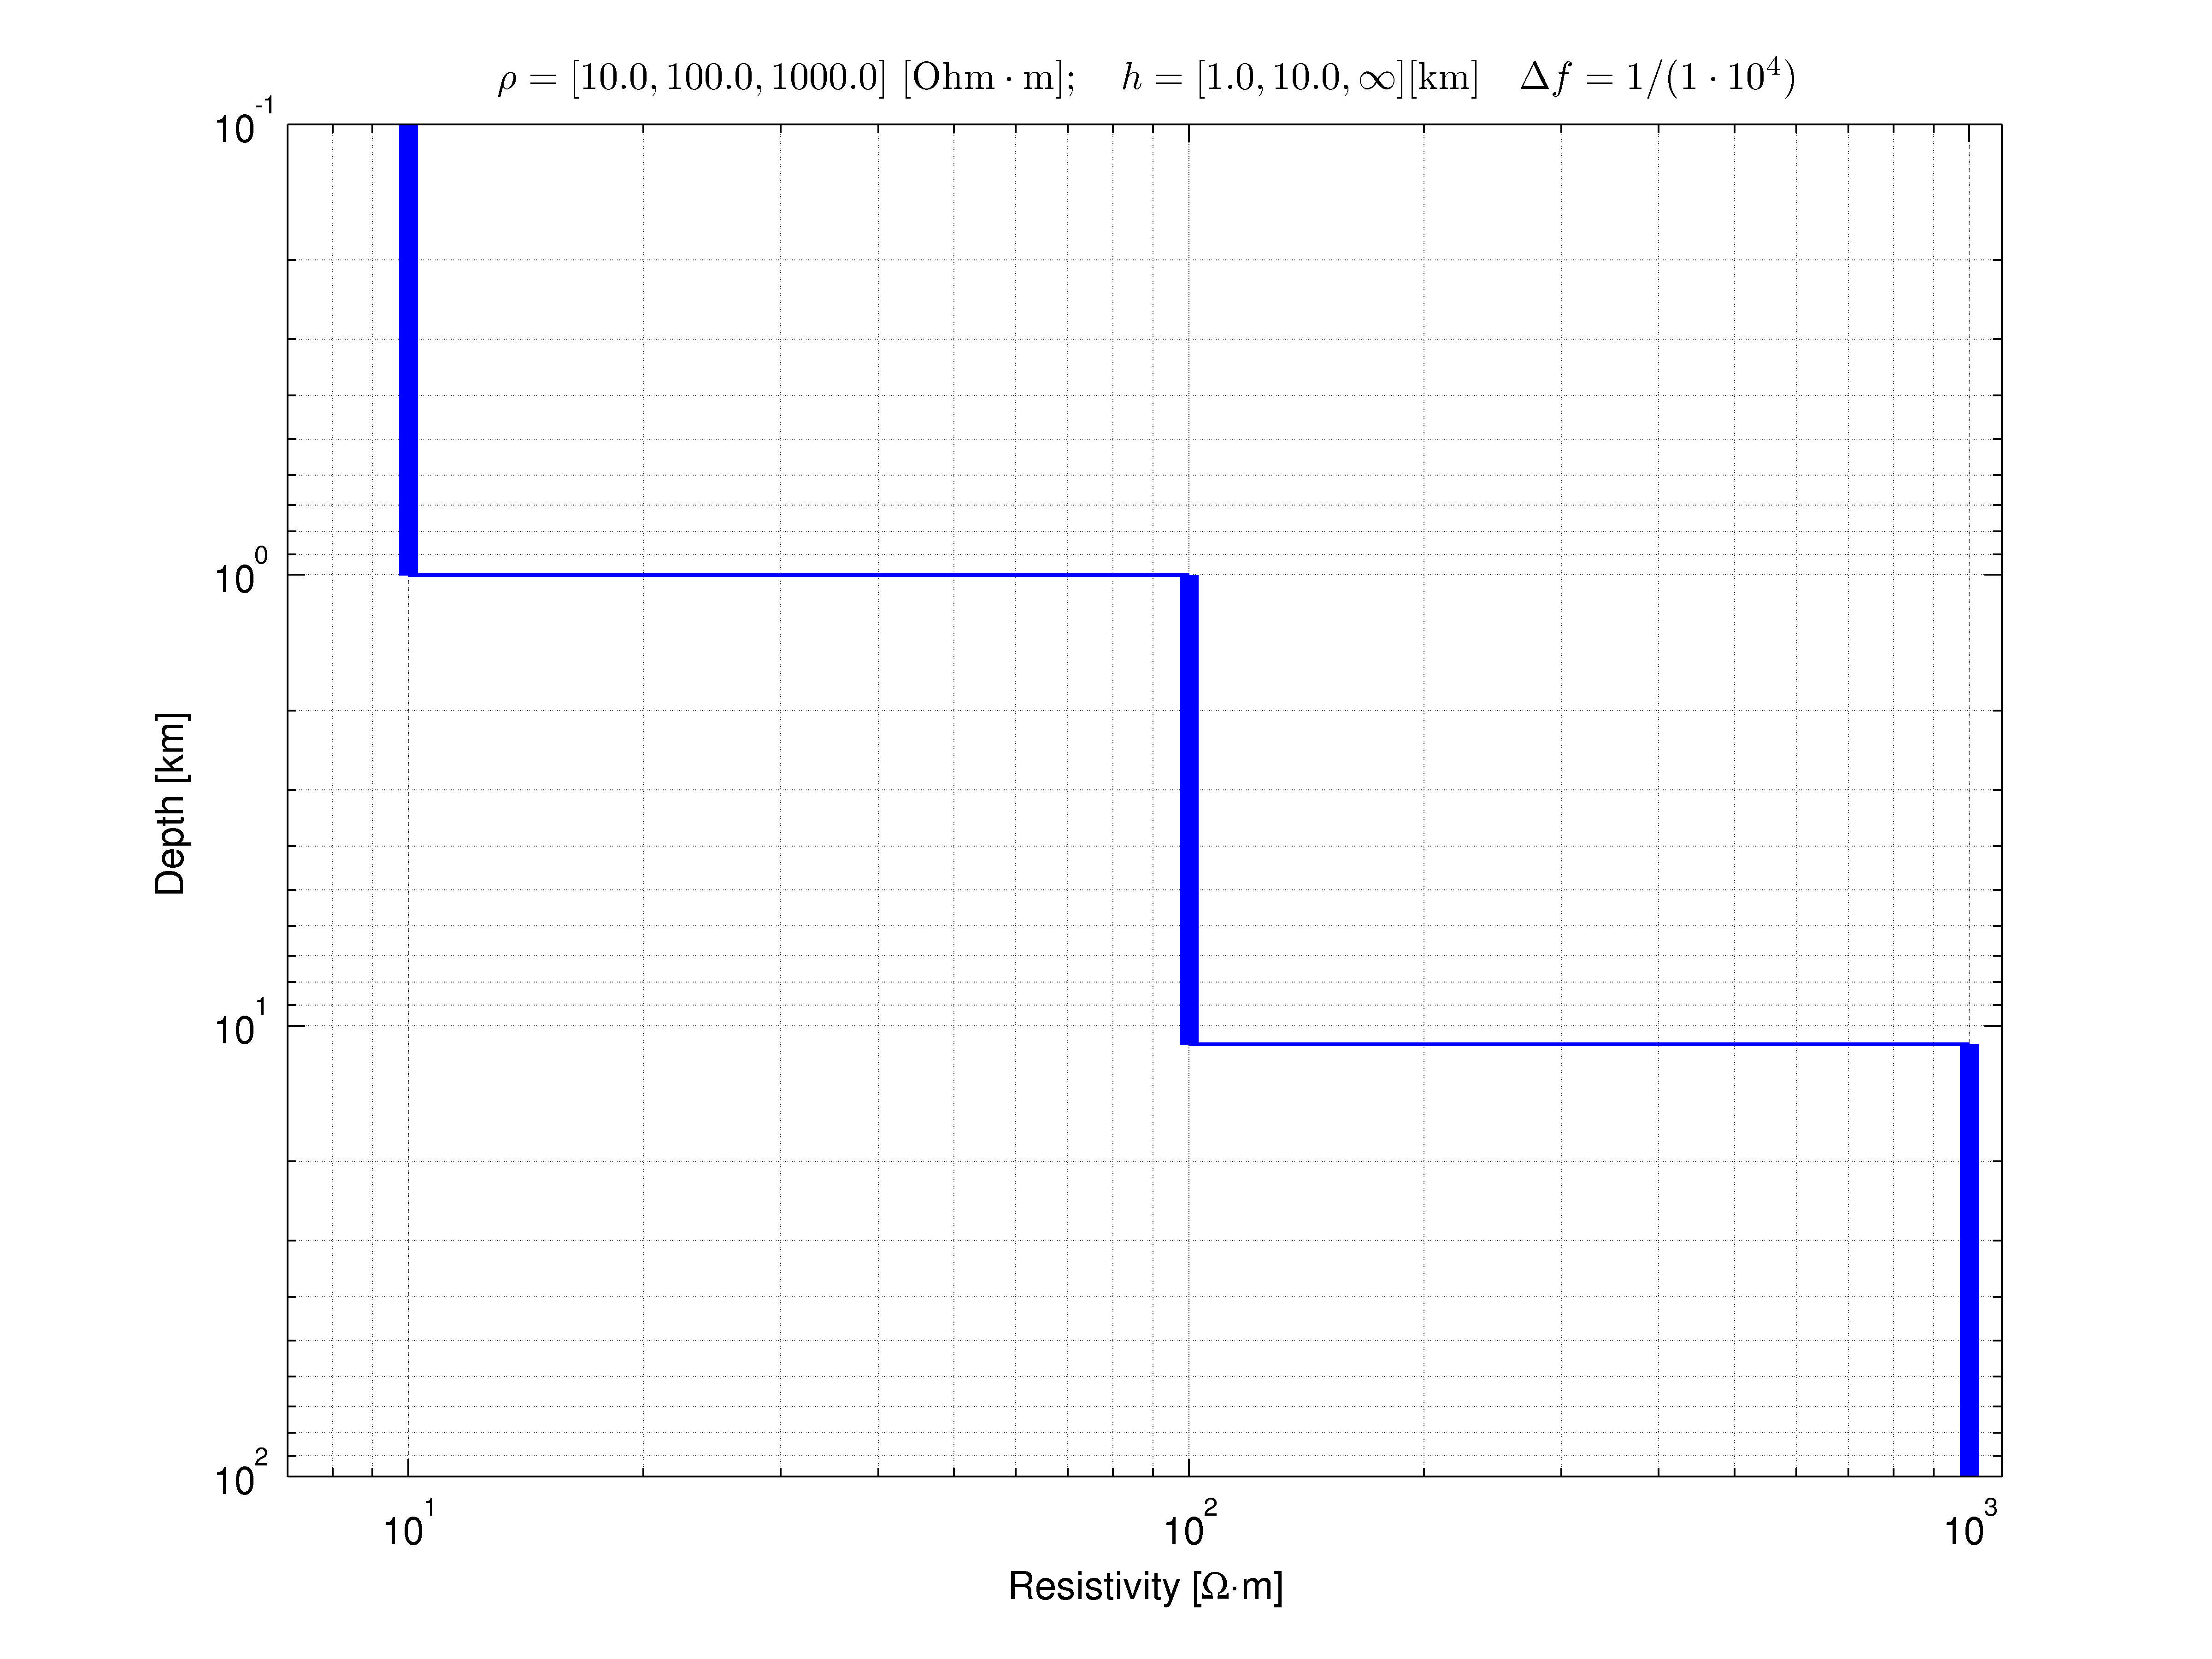 ρ = [10.0, 100.0, 1000.0] [Ohm · m];   h = [1.0, 10.0, ∞][km]   Δf = 1/(1 · 10⁴)
10⁻¹
10⁰
10¹
10²
Depth [km]
10¹ 10² 10³
Resistivity [Ω·m]